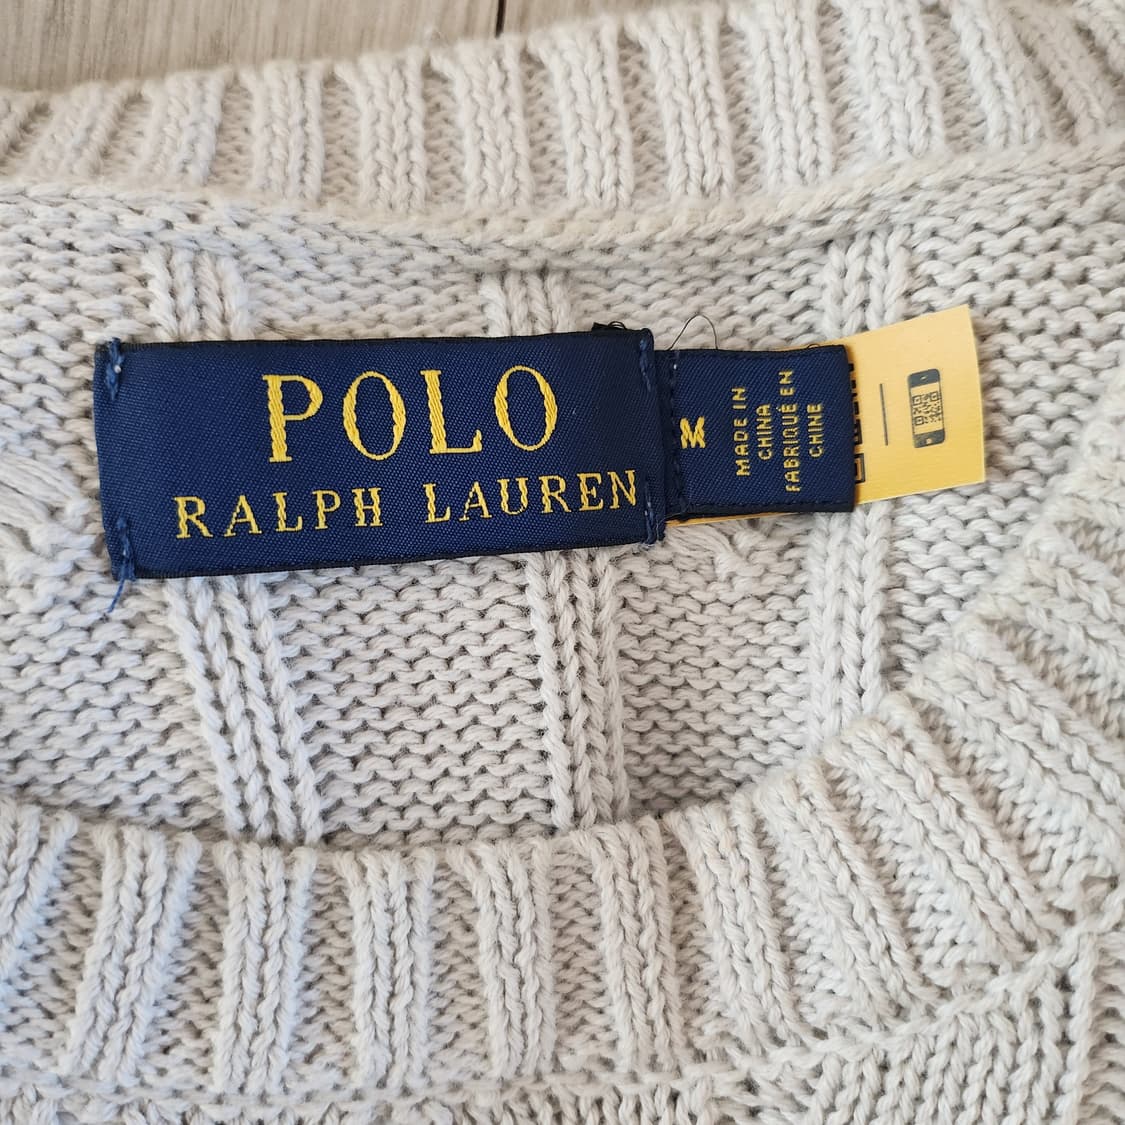 POLO
RALPH LAUREN
M
MADE IN
CHINA
FABRIQUÉ EN
CHINE